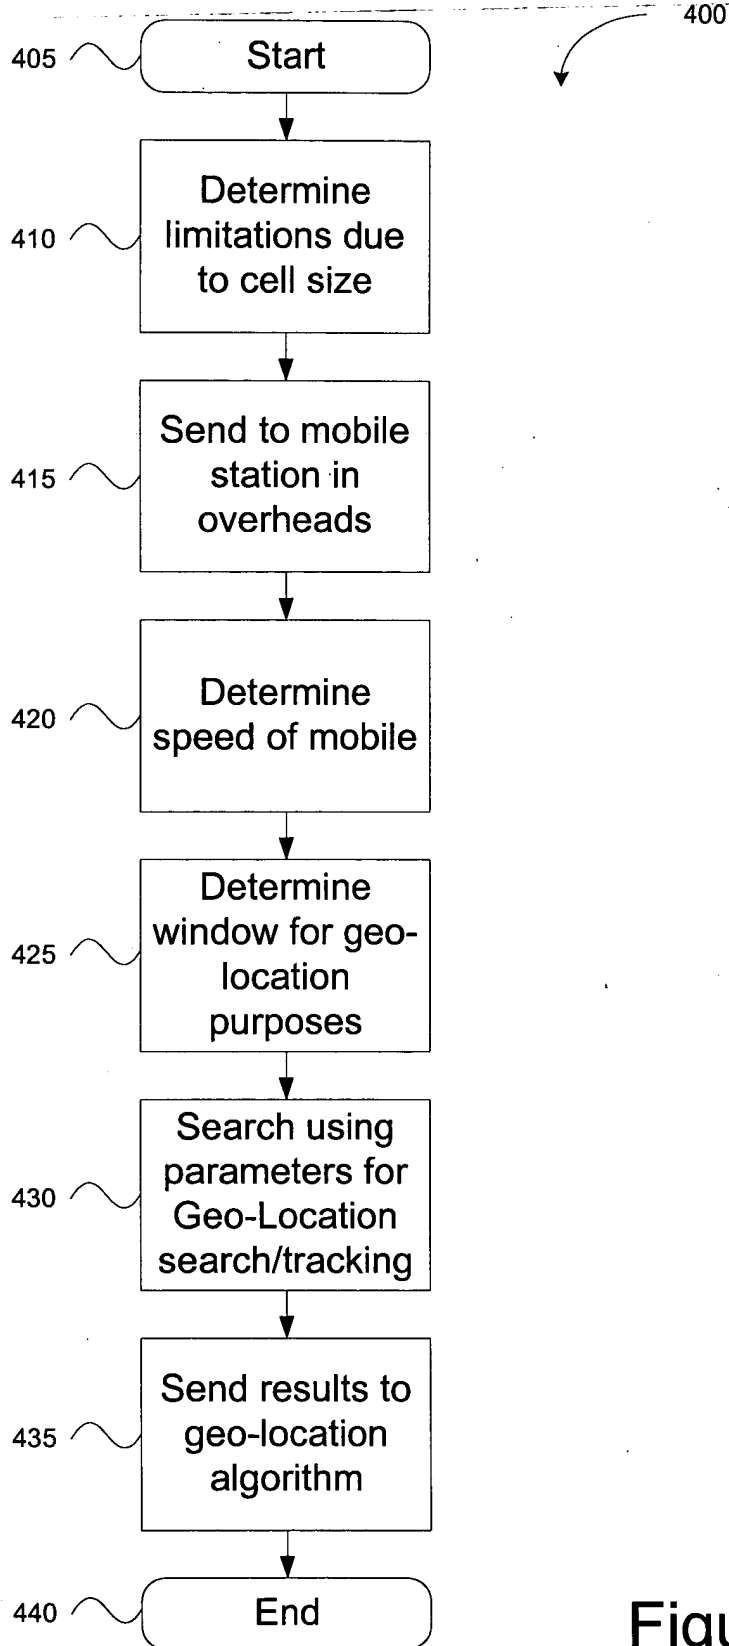 400
405
Start
410
Determine
limitations due
to cell size
415
Send to mobile
station in
overheads
420
Determine
speed of mobile
425
Determine
window for geo-
location
purposes
430
Search using
parameters for
Geo-Location
search/tracking
435
Send results to
geo-location
algorithm
440
End